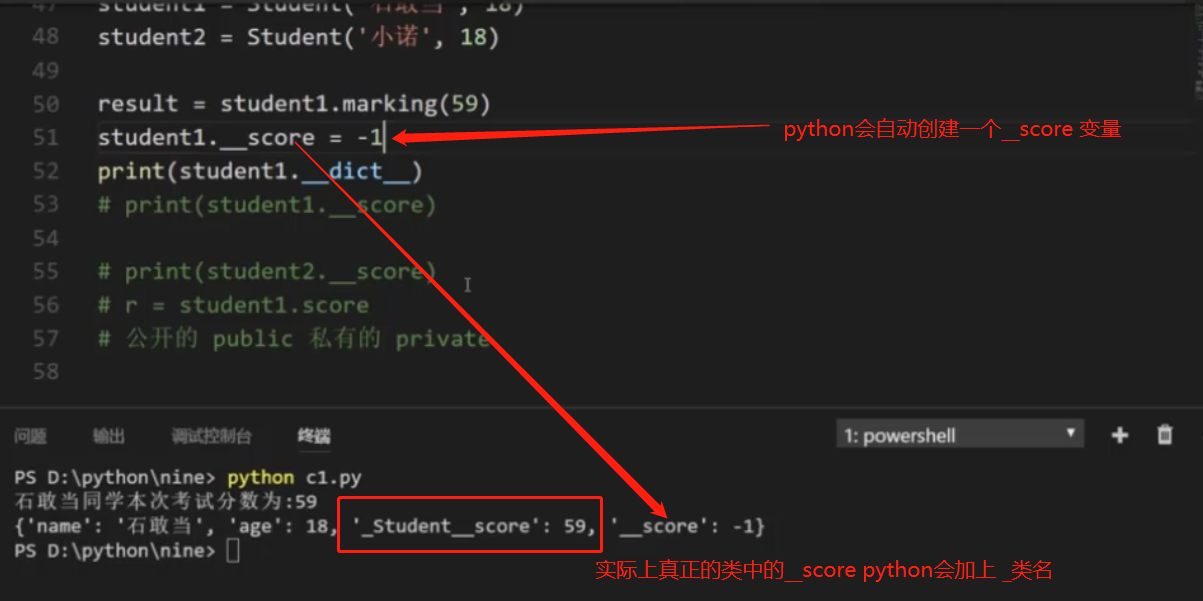 47 student1 = Student('石敢当', 18)
48 student2 = Student('小诺', 18)
49
50 result = student1.marking(59)
51 student1.__score = -1
python会自动创建一个__score 变量
52 print(student1.__dict__)
53 # print(student1.__score)
54
55 # print(student2.__score)
56 # r = student1.score
57 # 公开的 public 私有的 private
58
问题 输出 调试控制台 终端 1: powershell
PS D:\python\nine> python c1.py
石敢当同学本次考试分数为:59
{'name': '石敢当', 'age': 18, '_Student__score': 59, '__score': -1}
PS D:\python\nine>
实际上真正的类中的__score python会加上 _类名